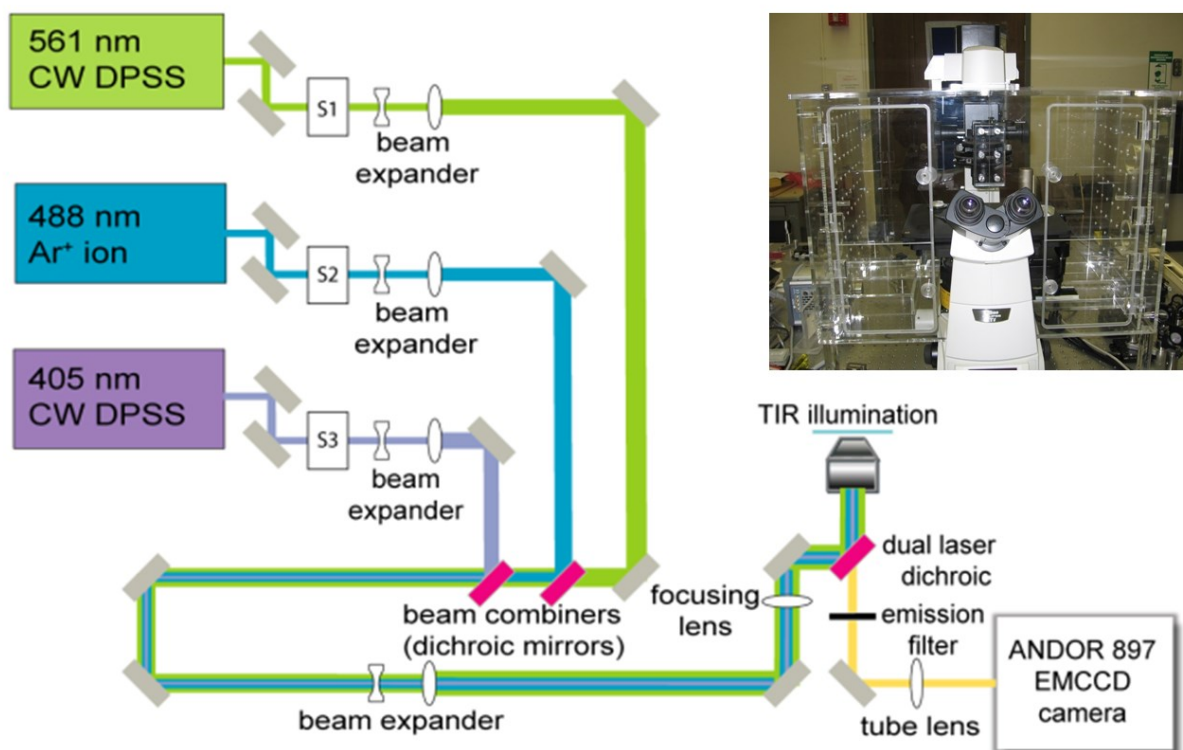 561 nm
CW DPSS
S1
beam
expander
488 nm
Ar⁺ ion
S2
beam
expander
405 nm
CW DPSS
S3
beam
expander
TIR illumination
dual laser
dichroic
focusing
lens
emission
filter
beam combiners
(dichroic mirrors)
beam expander
tube lens
ANDOR 897
EMCCD
camera